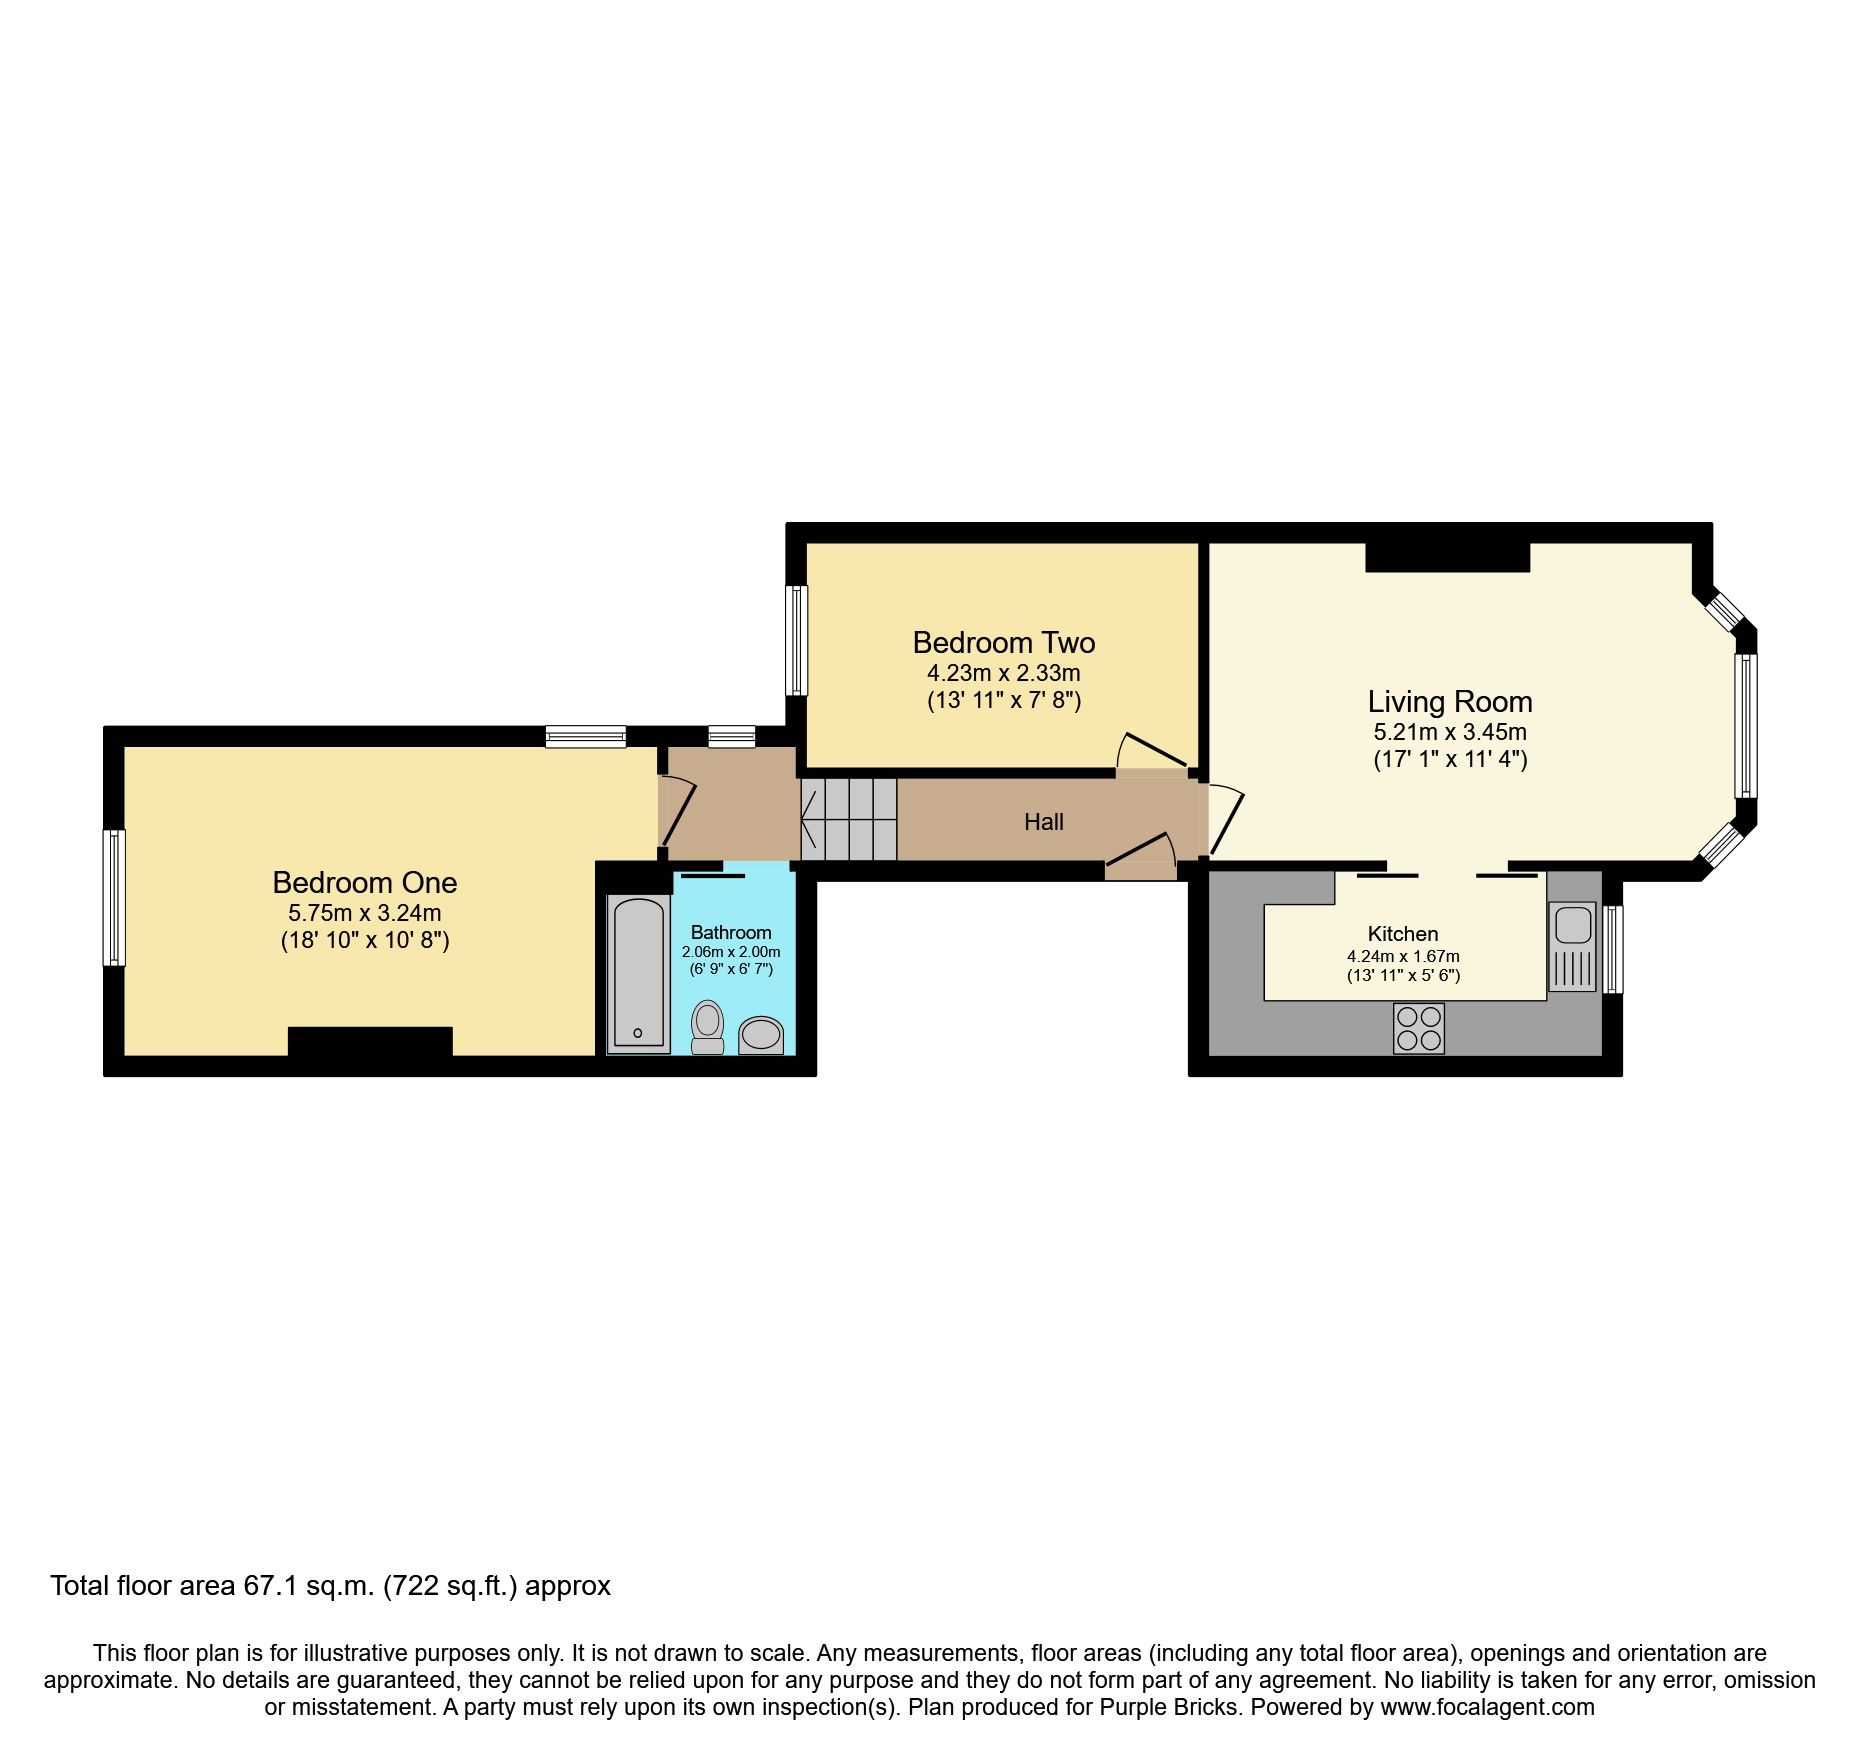 Bedroom Two
4.23m x 2.33m
(13' 11" x 7' 8")
Living Room
5.21m x 3.45m
(17' 1" x 11' 4")
Hall
Bedroom One
5.75m x 3.24m
(18' 10" x 10' 8")
Bathroom
2.06m x 2.00m
(6' 9" x 6' 7")
Kitchen
4.24m x 1.67m
(13' 11" x 5' 6")
Total floor area 67.1 sq.m. (722 sq.ft.) approx
This floor plan is for illustrative purposes only. It is not drawn to scale. Any measurements, floor areas (including any total floor area), openings and orientation are
approximate. No details are guaranteed, they cannot be relied upon for any purpose and they do not form part of any agreement. No liability is taken for any error, omission
or misstatement. A party must rely upon its own inspection(s). Plan produced for Purple Bricks. Powered by www.focalagent.com